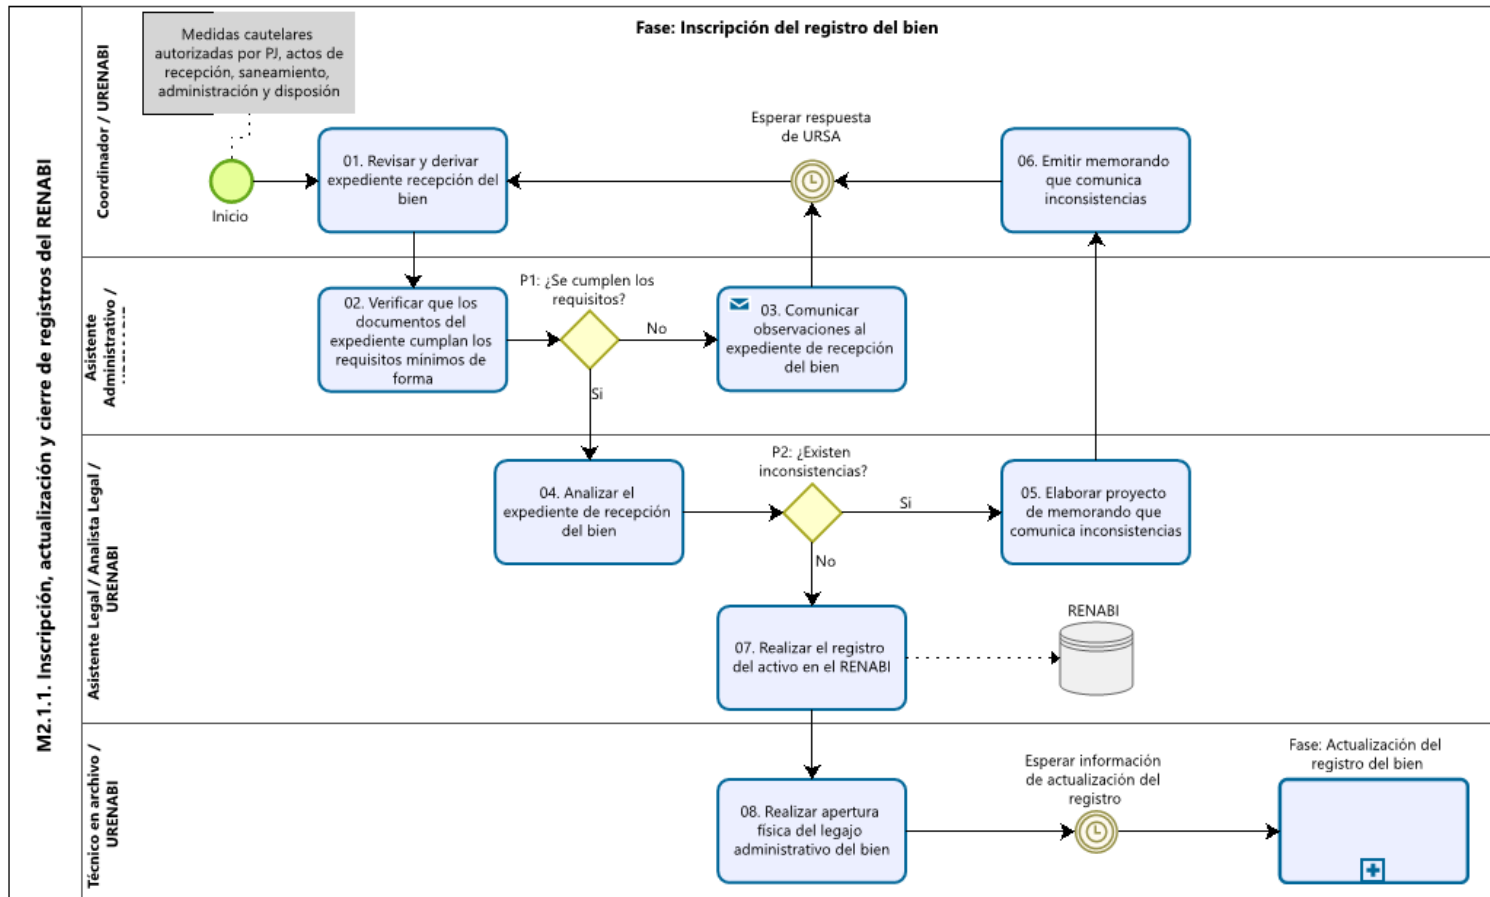 M2.1.1. Inscripción, actualización y cierre de registros del RENABI
Fase: Inscripción del registro del bien
Coordinador / URENABI
Medidas cautelares
autorizadas por PJ, actos de
recepción, saneamiento,
administración y disposión
Inicio
01. Revisar y derivar
expediente recepción del
bien
Esperar respuesta
de URSA
06. Emitir memorando
que comunica
inconsistencias
Asistente
Administrativo /
02. Verificar que los
documentos del
expediente cumplan los
requisitos mínimos de
forma
P1: ¿Se cumplen los
requisitos?
No
Si
03. Comunicar
observaciones al
expediente de recepción
del bien
Asistente Legal / Analista Legal /
URENABI
04. Analizar el
expediente de recepción
del bien
P2: ¿Existen
inconsistencias?
Si
No
05. Elaborar proyecto
de memorando que
comunica inconsistencias
07. Realizar el registro
del activo en el RENABI
RENABI
Técnico en archivo /
URENABI
08. Realizar apertura
física del legajo
administrativo del bien
Esperar información
de actualización del
registro
Fase: Actualización del
registro del bien